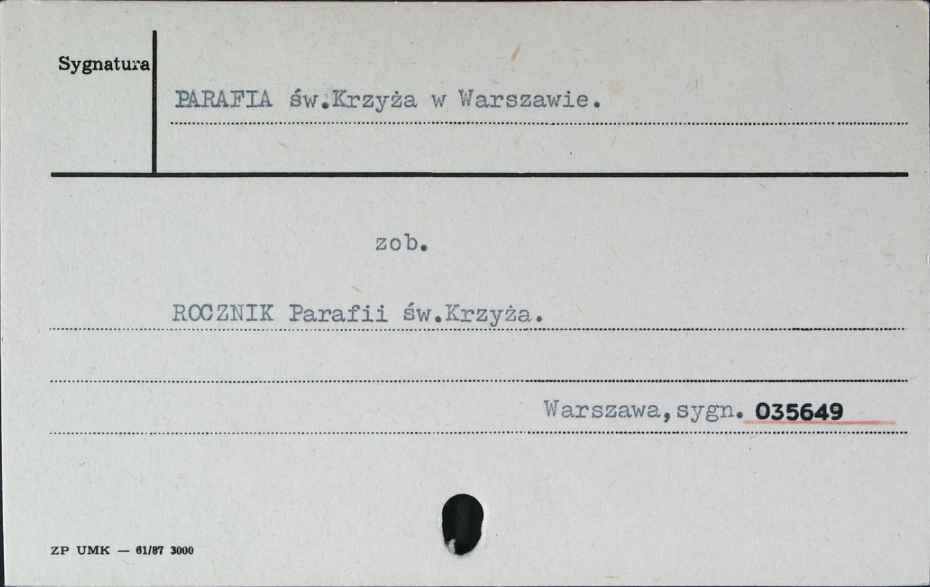 Sygnatura
PARAFIA św.Krzyża w Warszawie.
zob.
ROCZNIK Parafii św.Krzyża.
Warszawa,sygn. 035649
ZP UMK — 61/87 3000